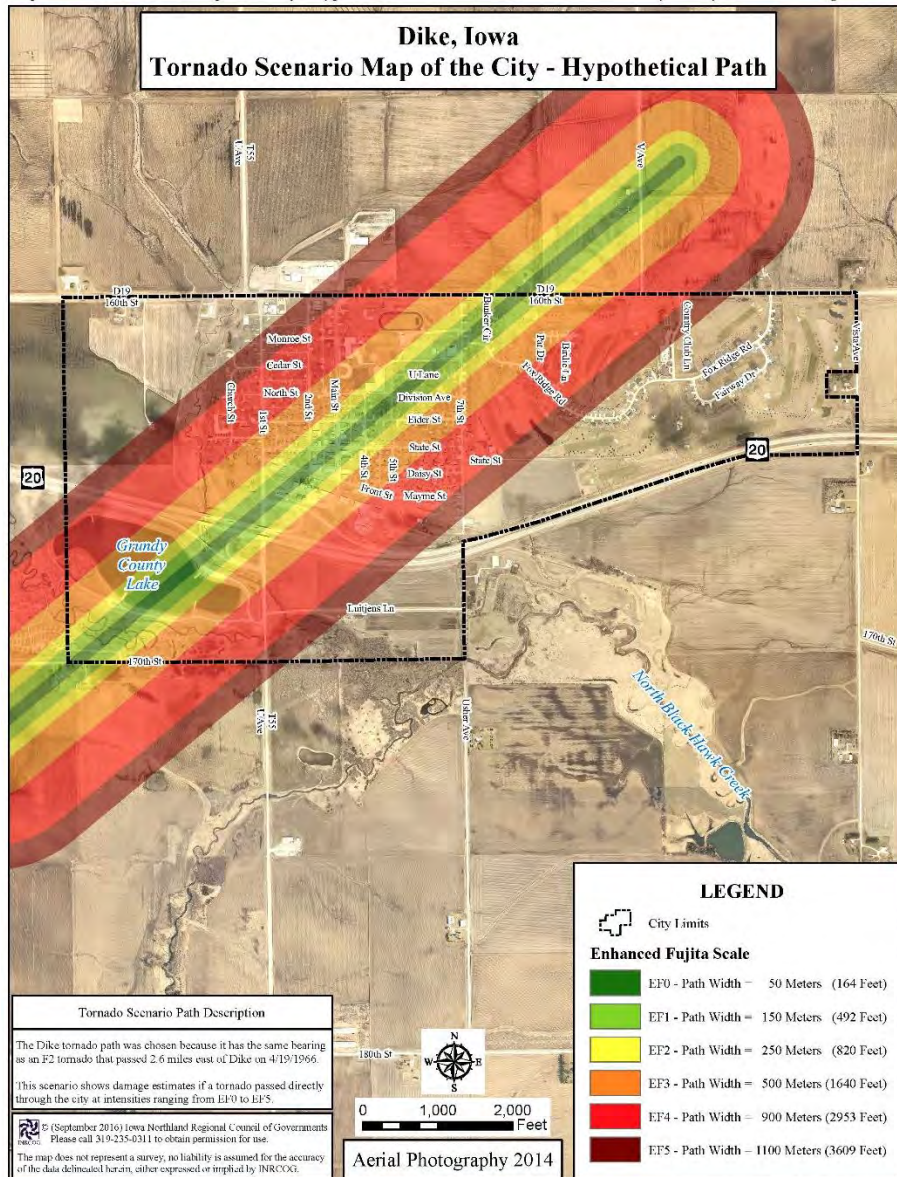 Dike, Iowa
Tornado Scenario Map of the City - Hypothetical Path
T55
U Ave
V Ave
D19
160th St
D19
160th St
Bunker Cir
Monroe St
Cedar St
North St
Church St
1st St
2nd St
Main St
U Lane
Division Ave
Elder St
7th St
State St
State St
4th St
5th St
Daisy St
Front St
Mayme St
Par Dr
Birdie Ln
Fox Ridge Rd
Country Club Ln
Fox Ridge Rd
Fairway Dr
Vista Ave
20
20
Grundy
County
Lake
Luitjens Ln
170th St
170th St
T55
U Ave
Usher Ave
North Black Hawk Creek
180th St
LEGEND
City Limits
Enhanced Fujita Scale
EF0 - Path Width = 50 Meters (164 Feet)
EF1 - Path Width = 150 Meters (492 Feet)
EF2 - Path Width = 250 Meters (820 Feet)
EF3 - Path Width = 500 Meters (1640 Feet)
EF4 - Path Width = 900 Meters (2953 Feet)
EF5 - Path Width = 1100 Meters (3609 Feet)
Tornado Scenario Path Description
The Dike tornado path was chosen because it has the same bearing
as an F2 tornado that passed 2.6 miles east of Dike on 4/19/1966.
This scenario shows damage estimates if a tornado passed directly
through the city at intensities ranging from EF0 to EF5.
INRCOG
© (September 2016) Iowa Northland Regional Council of Governments
Please call 319-235-0311 to obtain permission for use.
The map does not represent a survey, no liability is assumed for the accuracy
of the data delineated herein, either expressed or implied by INRCOG.
N
W E
S
0 1,000 2,000
Feet
Aerial Photography 2014